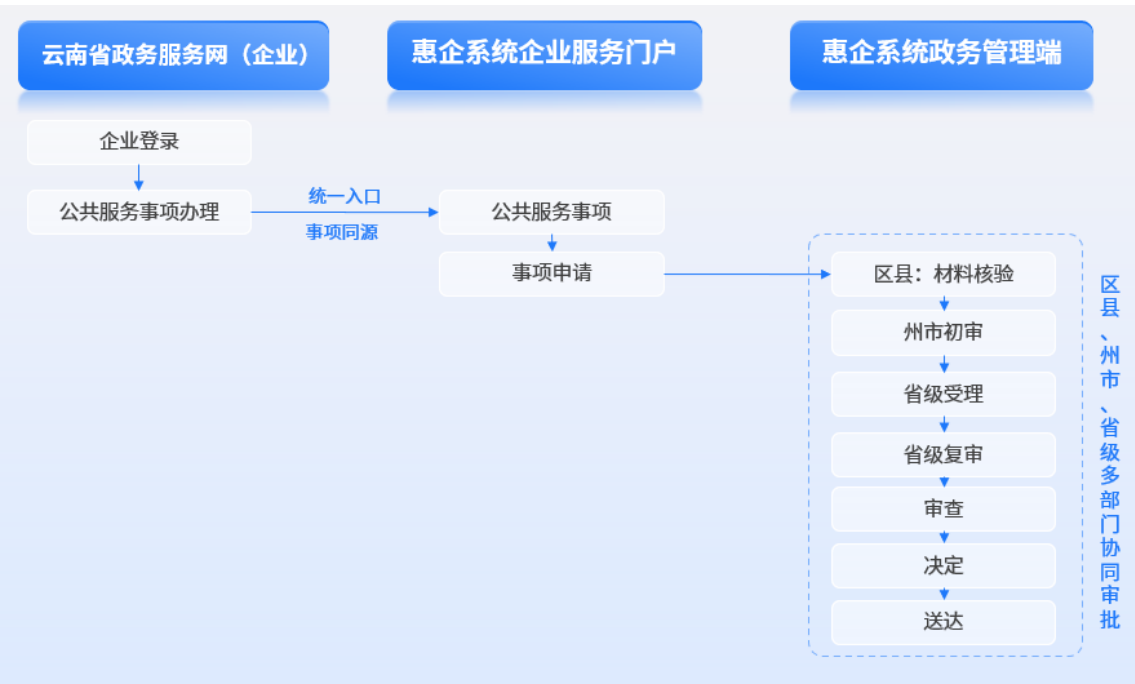 云南省政务服务网（企业）
惠企系统企业服务门户
惠企系统政务管理端
企业登录
公共服务事项办理
统一入口
事项同源
公共服务事项
事项申请
区县：材料核验
州市初审
省级受理
省级复审
审查
决定
送达
区县、州市、省级多部门协同审批